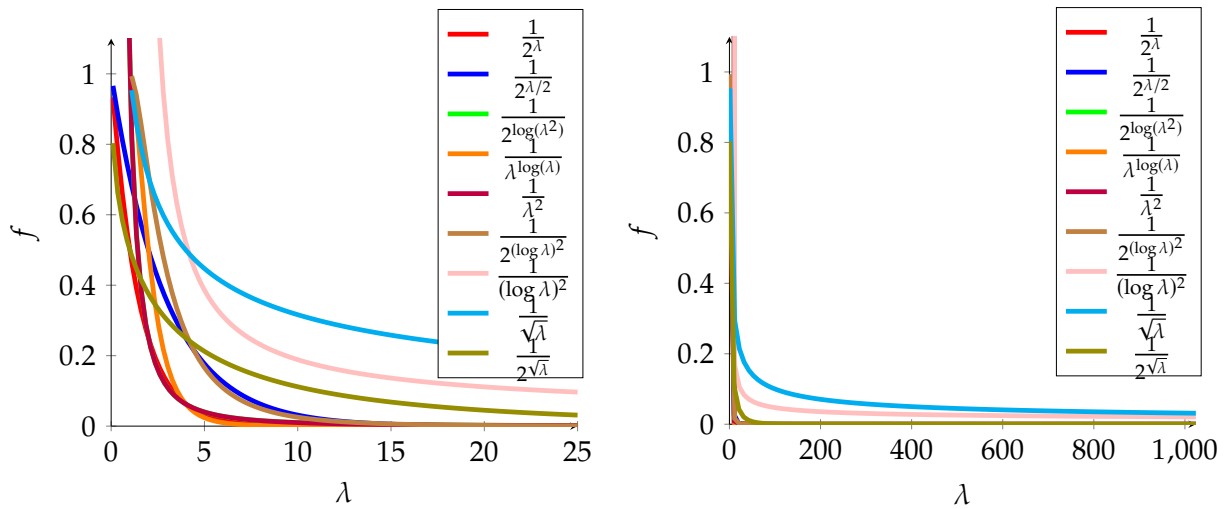 1/2^λ
1/2^{λ/2}
1/2^{log(λ^2)}
1/λ^{log(λ)}
1/λ^2
1/2^{(log λ)^2}
1/(log λ)^2
1/√λ
1/2^{√λ}
1
0.8
0.6
0.4
0.2
0
f
0 5 10 15 20 25
λ
1/2^λ
1/2^{λ/2}
1/2^{log(λ^2)}
1/λ^{log(λ)}
1/λ^2
1/2^{(log λ)^2}
1/(log λ)^2
1/√λ
1/2^{√λ}
1
0.8
0.6
0.4
0.2
0
f
0 200 400 600 800 1,000
λ